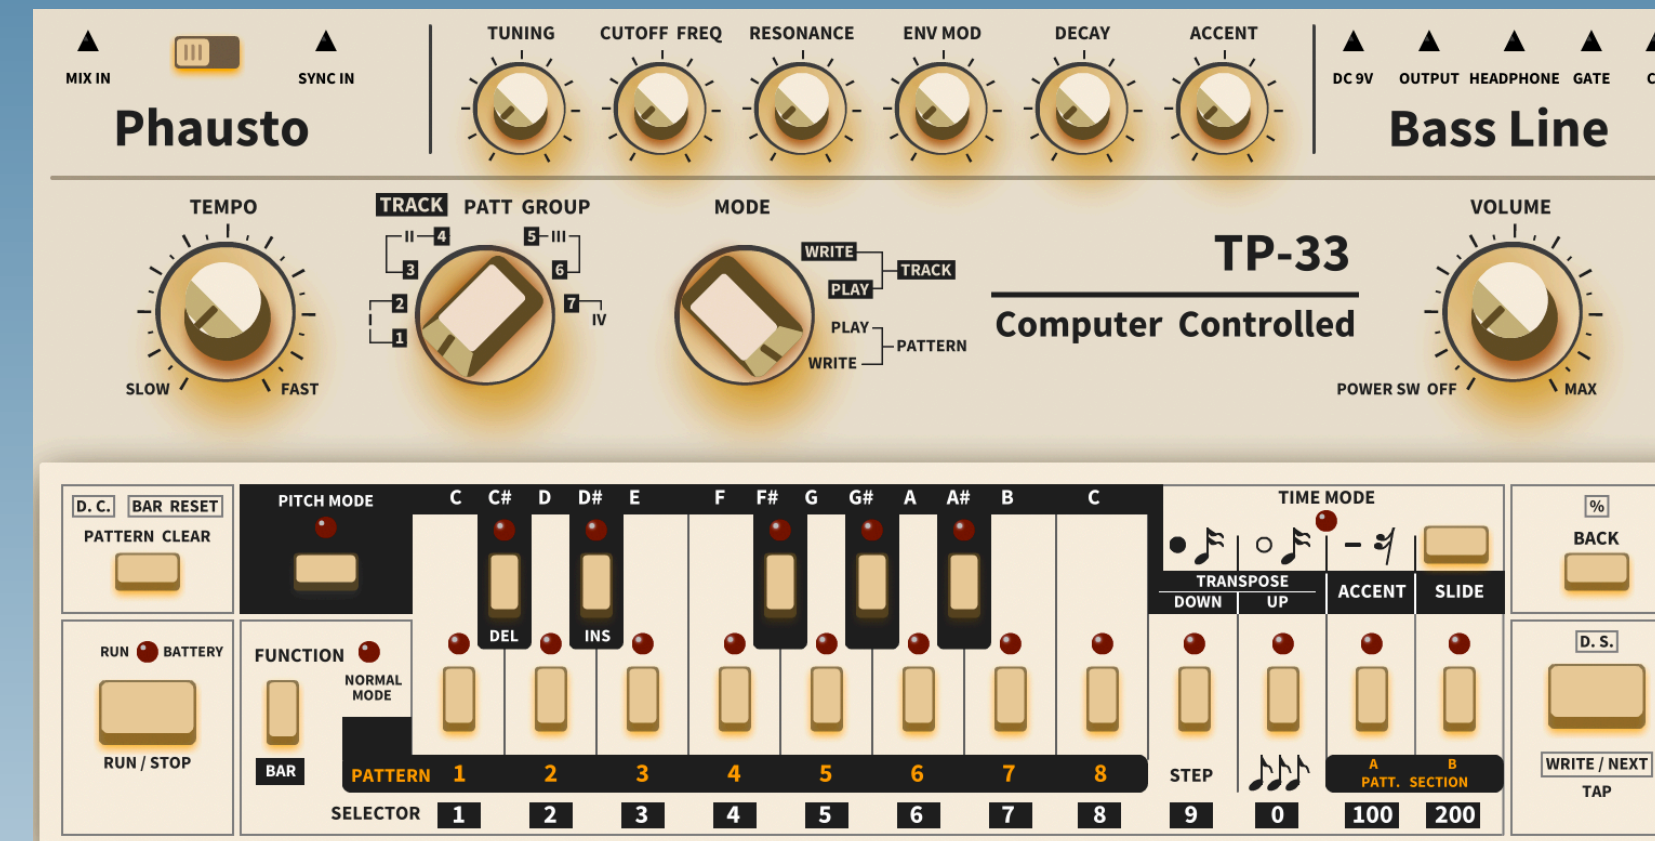 TUNING CUTOFF FREQ RESONANCE ENV MOD DECAY ACCENT
MIX IN SYNC IN DC 9V OUTPUT HEADPHONE GATE C
Phausto Bass Line
TEMPO TRACK PATT GROUP MODE VOLUME
II 4 5 III
3 6
2 7
I IV
1
WRITE
TRACK
PLAY
PLAY
PATTERN
WRITE
TP-33
Computer Controlled
SLOW FAST
POWER SW OFF MAX
D. C. BAR RESET
PATTERN CLEAR
PITCH MODE
C C# D D# E F F# G G# A A# B C
DEL INS
TIME MODE
TRANSPOSE
DOWN UP
ACCENT SLIDE
%
BACK
RUN BATTERY
RUN / STOP
FUNCTION
NORMAL
MODE
BAR
PATTERN 1 2 3 4 5 6 7 8
STEP
A B
PATT. SECTION
D. S.
WRITE / NEXT
TAP
SELECTOR 1 2 3 4 5 6 7 8 9 0 100 200